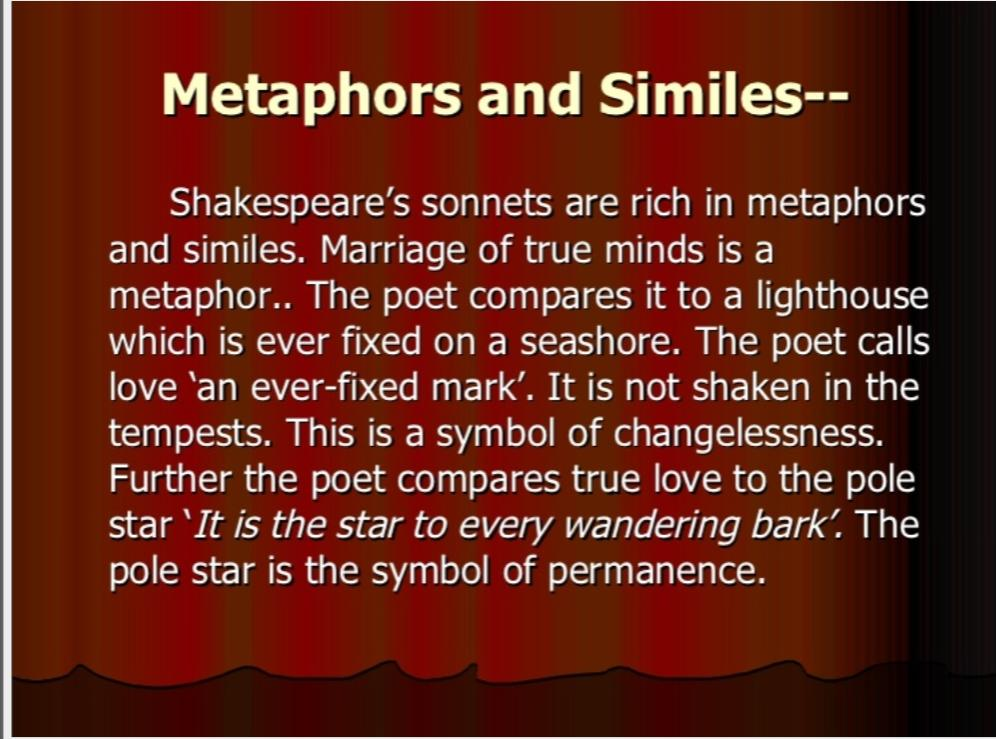 Metaphors and Similes--
Shakespeare's sonnets are rich in metaphors
and similes. Marriage of true minds is a
metaphor.. The poet compares it to a lighthouse
which is ever fixed on a seashore. The poet calls
love ‘an ever-fixed mark’. It is not shaken in the
tempests. This is a symbol of changelessness.
Further the poet compares true love to the pole
star ‘It is the star to every wandering bark’. The
pole star is the symbol of permanence.